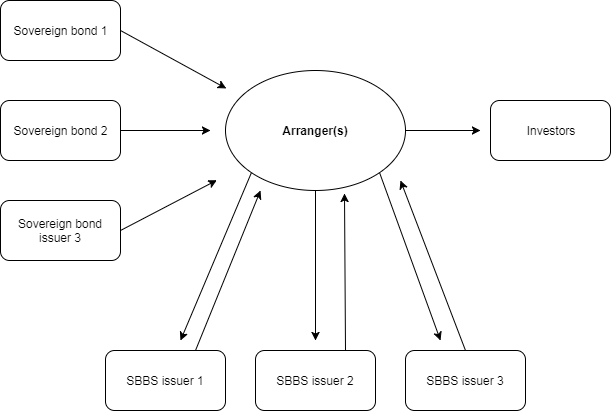 Sovereign bond 1
Sovereign bond 2
Arranger(s)
Investors
Sovereign bond
issuer 3
SBBS issuer 1
SBBS issuer 2
SBBS issuer 3